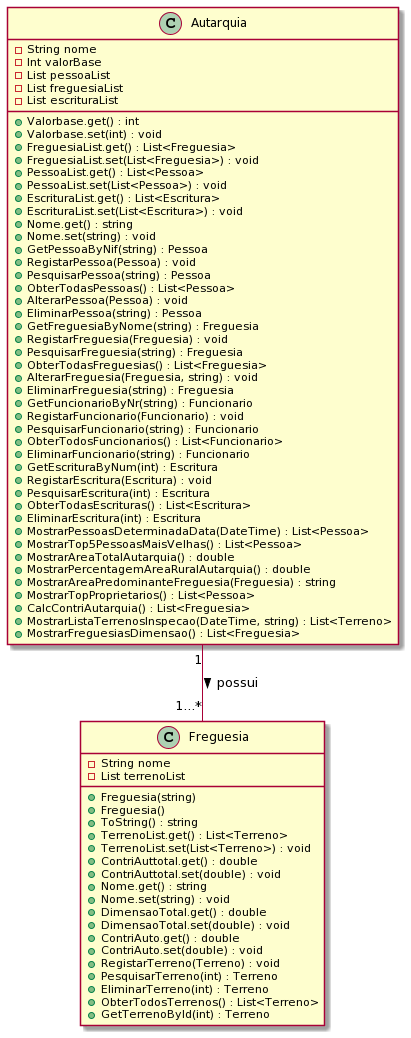 C Autarquia
String nome
Int valorBase
List pessoaList
List freguesiaList
List escrituraList
Valorbase.get() : int
Valorbase.set(int) : void
FreguesiaList.get() : List<Freguesia>
FreguesiaList.set(List<Freguesia>) : void
PessoaList.get() : List<Pessoa>
PessoaList.set(List<Pessoa>) : void
EscrituraList.get() : List<Escritura>
EscrituraList.set(List<Escritura>) : void
Nome.get() : string
Nome.set(string) : void
GetPessoaByNif(string) : Pessoa
RegistarPessoa(Pessoa) : void
PesquisarPessoa(string) : Pessoa
ObterTodasPessoas() : List<Pessoa>
AlterarPessoa(Pessoa) : void
EliminarPessoa(string) : Pessoa
GetFreguesiaByNome(string) : Freguesia
RegistarFreguesia(Freguesia) : void
PesquisarFreguesia(string) : Freguesia
ObterTodasFreguesias() : List<Freguesia>
AlterarFreguesia(Freguesia, string) : void
EliminarFreguesia(string) : Freguesia
GetFuncionarioByNr(string) : Funcionario
RegistarFuncionario(Funcionario) : void
PesquisarFuncionario(string) : Funcionario
ObterTodosFuncionarios() : List<Funcionario>
EliminarFuncionario(string) : Funcionario
GetEscrituraByNum(int) : Escritura
RegistarEscritura(Escritura) : void
PesquisarEscritura(int) : Escritura
ObterTodasEscrituras() : List<Escritura>
EliminarEscritura(int) : Escritura
MostrarPessoasDeterminadaData(DateTime) : List<Pessoa>
MostrarTop5PessoasMaisVelhas() : List<Pessoa>
MostrarAreaTotalAutarquia() : double
MostrarPercentagemAreaRuralAutarquia() : double
MostrarAreaPredominanteFreguesia(Freguesia) : string
MostrarTopProprietarios() : List<Pessoa>
CalcContriAutarquia() : List<Freguesia>
MostrarListaTerrenosInspecao(DateTime, string) : List<Terreno>
MostrarFreguesiasDimensao() : List<Freguesia>
1
possui
1...*
C Freguesia
String nome
List terrenoList
Freguesia(string)
Freguesia()
ToString() : string
TerrenoList.get() : List<Terreno>
TerrenoList.set(List<Terreno>) : void
ContriAuttotal.get() : double
ContriAuttotal.set(double) : void
Nome.get() : string
Nome.set(string) : void
DimensaoTotal.get() : double
DimensaoTotal.set(double) : void
ContriAuto.get() : double
ContriAuto.set(double) : void
RegistarTerreno(Terreno) : void
PesquisarTerreno(int) : Terreno
EliminarTerreno(int) : Terreno
ObterTodosTerrenos() : List<Terreno>
GetTerrenoById(int) : Terreno